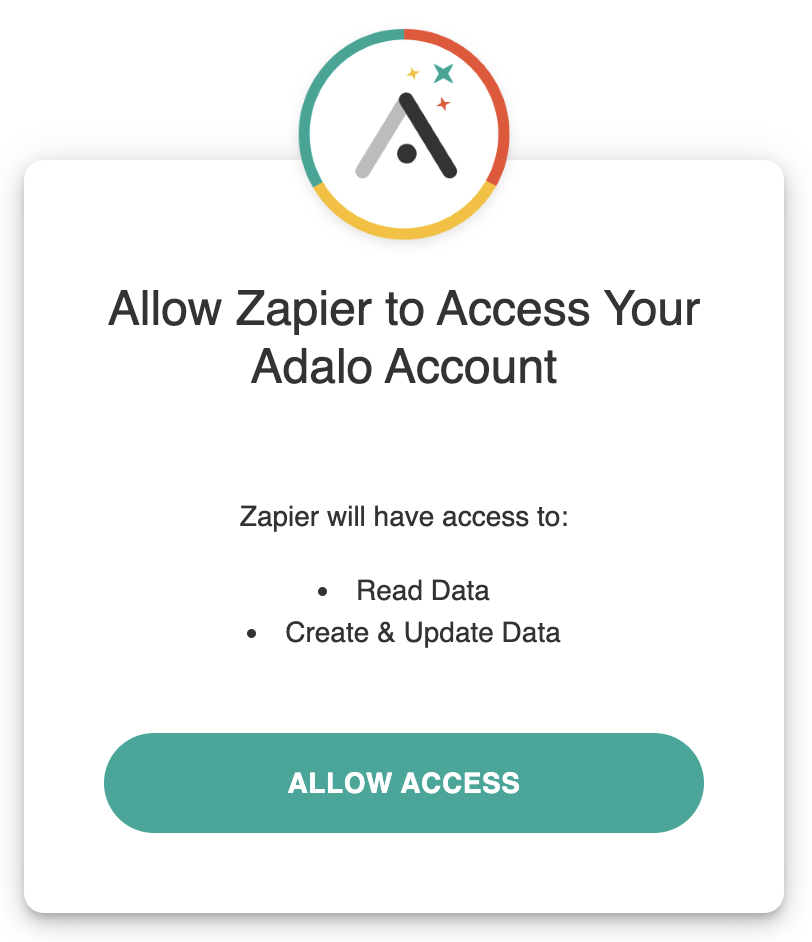 Allow Zapier to Access Your
Adalo Account
Zapier will have access to:
• Read Data
• Create & Update Data
ALLOW ACCESS